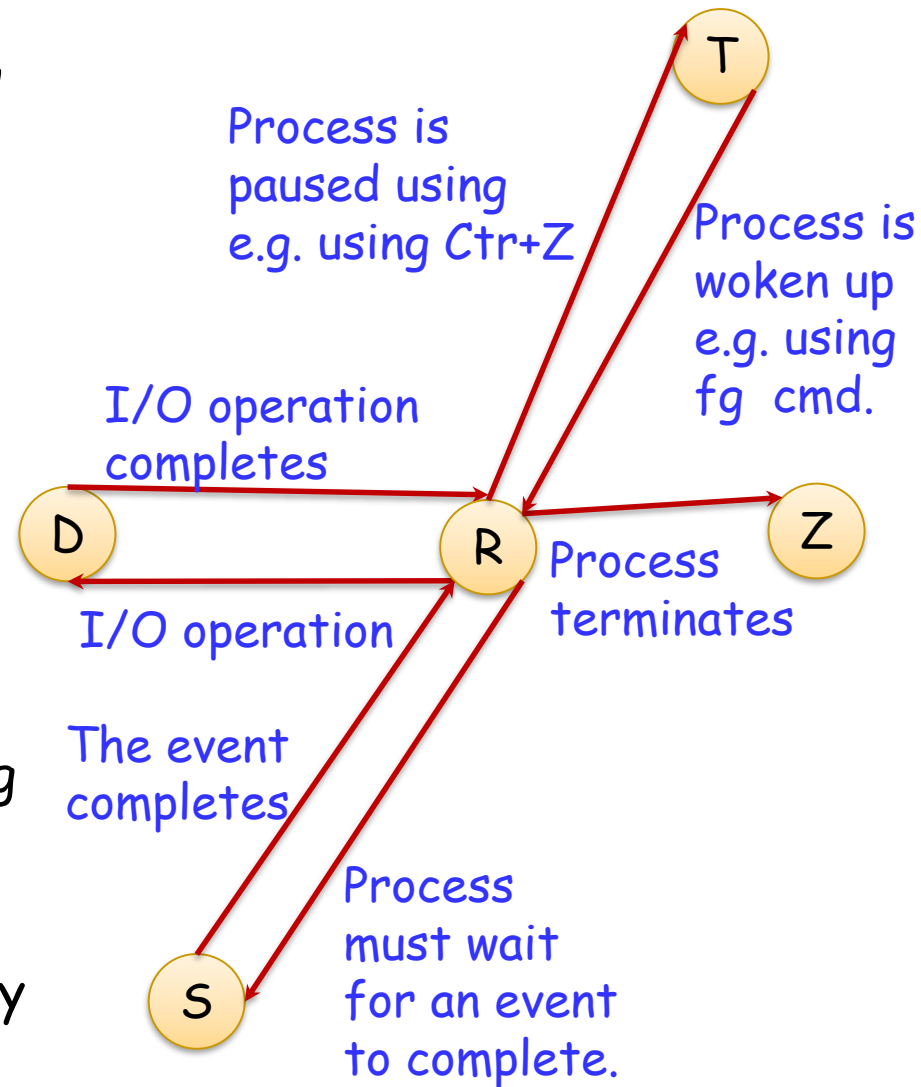 T
Process is
paused using
e.g. using Ctr+Z
Process is
woken up
e.g. using
fg cmd.
I/O operation
completes
D
R
Z
Process
terminates
I/O operation
The event
completes
g
Process
must wait
for an event
to complete.
S
y